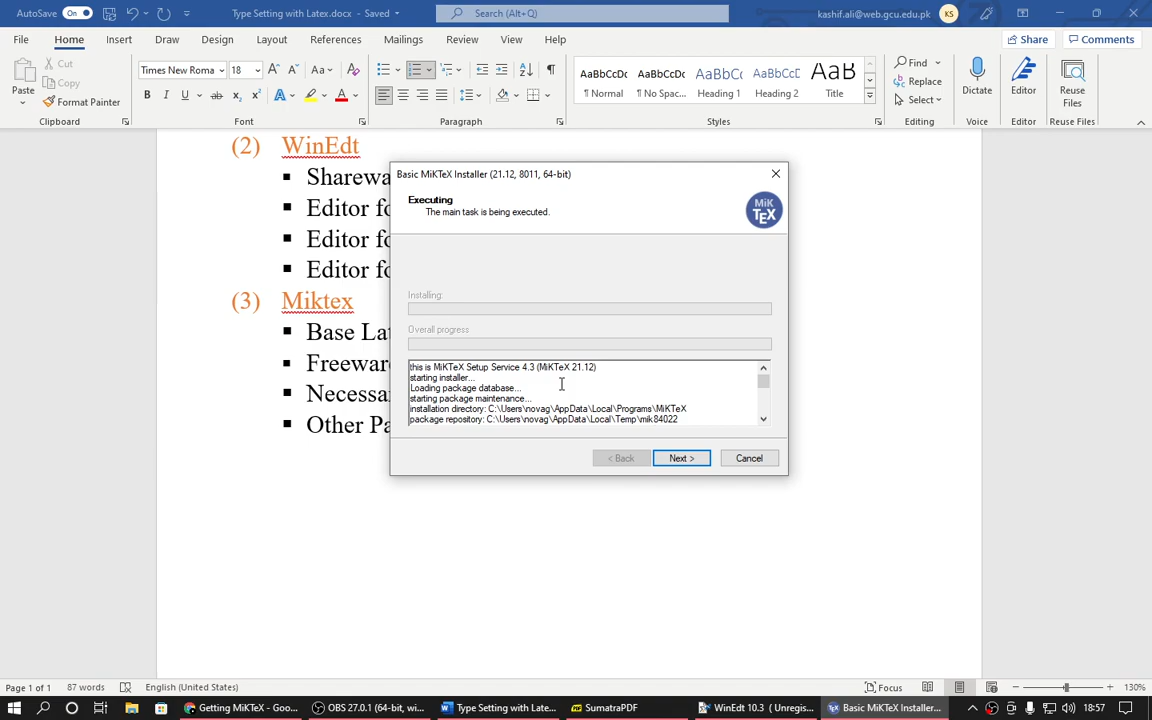 AutoSave On Type Setting with Latex.docx - Saved Search (Alt+Q) kashif.ali@web.gcu.edu.pk KS
File Home Insert Draw Design Layout References Mailings Review View Help Share Comments
Paste Cut Copy Format Painter
Times New Roma 18 Aa
B I U ab x₂ x² A A
AaBbCcDc AaBbCcDc AaBbCc AaBbCcD AaB
¶ Normal ¶ No Spac... Heading 1 Heading 2 Title
Find Replace Select
Dictate Editor Reuse Files
Clipboard Font Paragraph Styles Editing Voice Editor Reuse Files
(2) WinEdt
Sharewa
Editor fo
Editor fo
Editor fo
(3) Miktex
Base Lat
Freewar
Necessa
Other Pa
Basic MiKTeX Installer (21.12, 8011, 64-bit)
Executing
The main task is being executed.
MiK
TEX
Installing:
Overall progress
this is MiKTeX Setup Service 4.3 (MiKTeX 21.12)
starting installer...
Loading package database...
starting package maintenance...
installation directory: C:\Users\novag\AppData\Local\Programs\MiKTeX
package repository: C:\Users\novag\AppData\Local\Temp\mik84022
< Back Next > Cancel
Page 1 of 1 87 words English (United States) Focus 130%
Getting MiKTeX - Goo... OBS 27.0.1 (64-bit, wi... Type Setting with Late... SumatraPDF WinEdt 10.3 ( Unregis... Basic MiKTeX Installer... 18:57